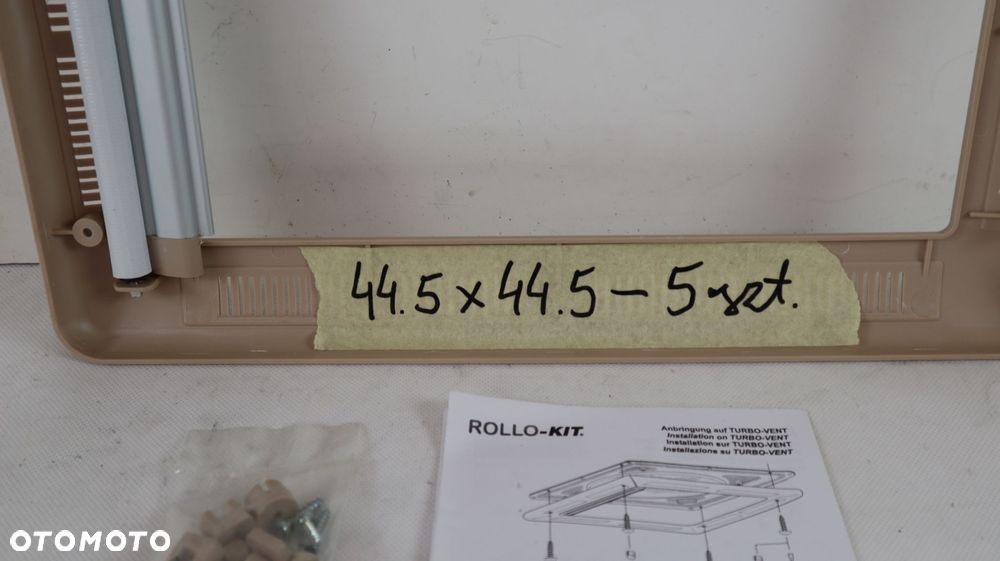 44.5 x 44.5 - 5 szt.
ROLLO-KIT.
Anbringung auf TURBO-VENT
Installation on TURBO-VENT
Installation sur TURBO-VENT
Installazione su TURBO-VENT
OTOMOTO